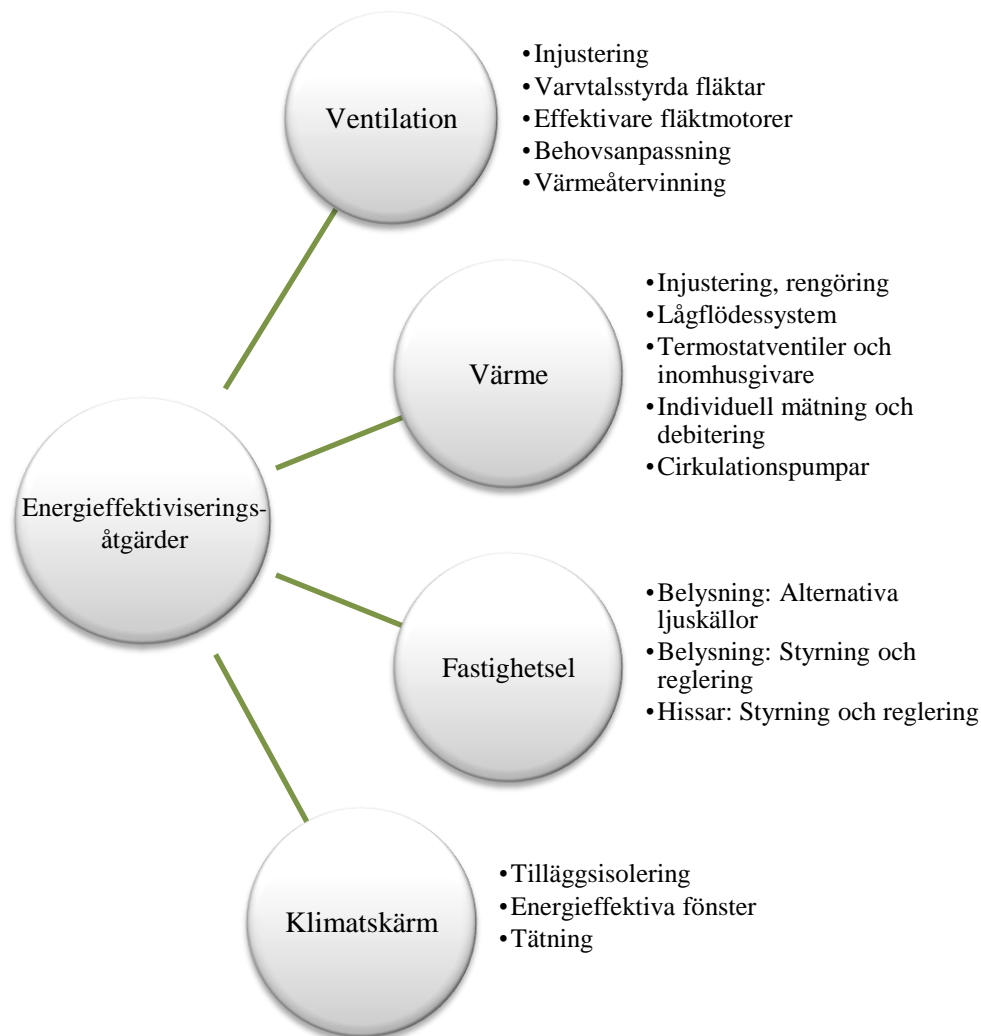 Ventilation
•Injustering
•Varvtalsstyrda fläktar
•Effektivare fläktmotorer
•Behovsanpassning
•Värmeåtervinning
Värme
•Injustering, rengöring
•Lågflödessystem
•Termostatventiler och
inomhusgivare
•Individuell mätning och
debitering
•Cirkulationspumpar
Energieffektiviserings-
åtgärder
Fastighetsel
•Belysning: Alternativa
ljuskällor
•Belysning: Styrning och
reglering
•Hissar: Styrning och reglering
Klimatskärm
•Tilläggsisolering
•Energieffektiva fönster
•Tätning